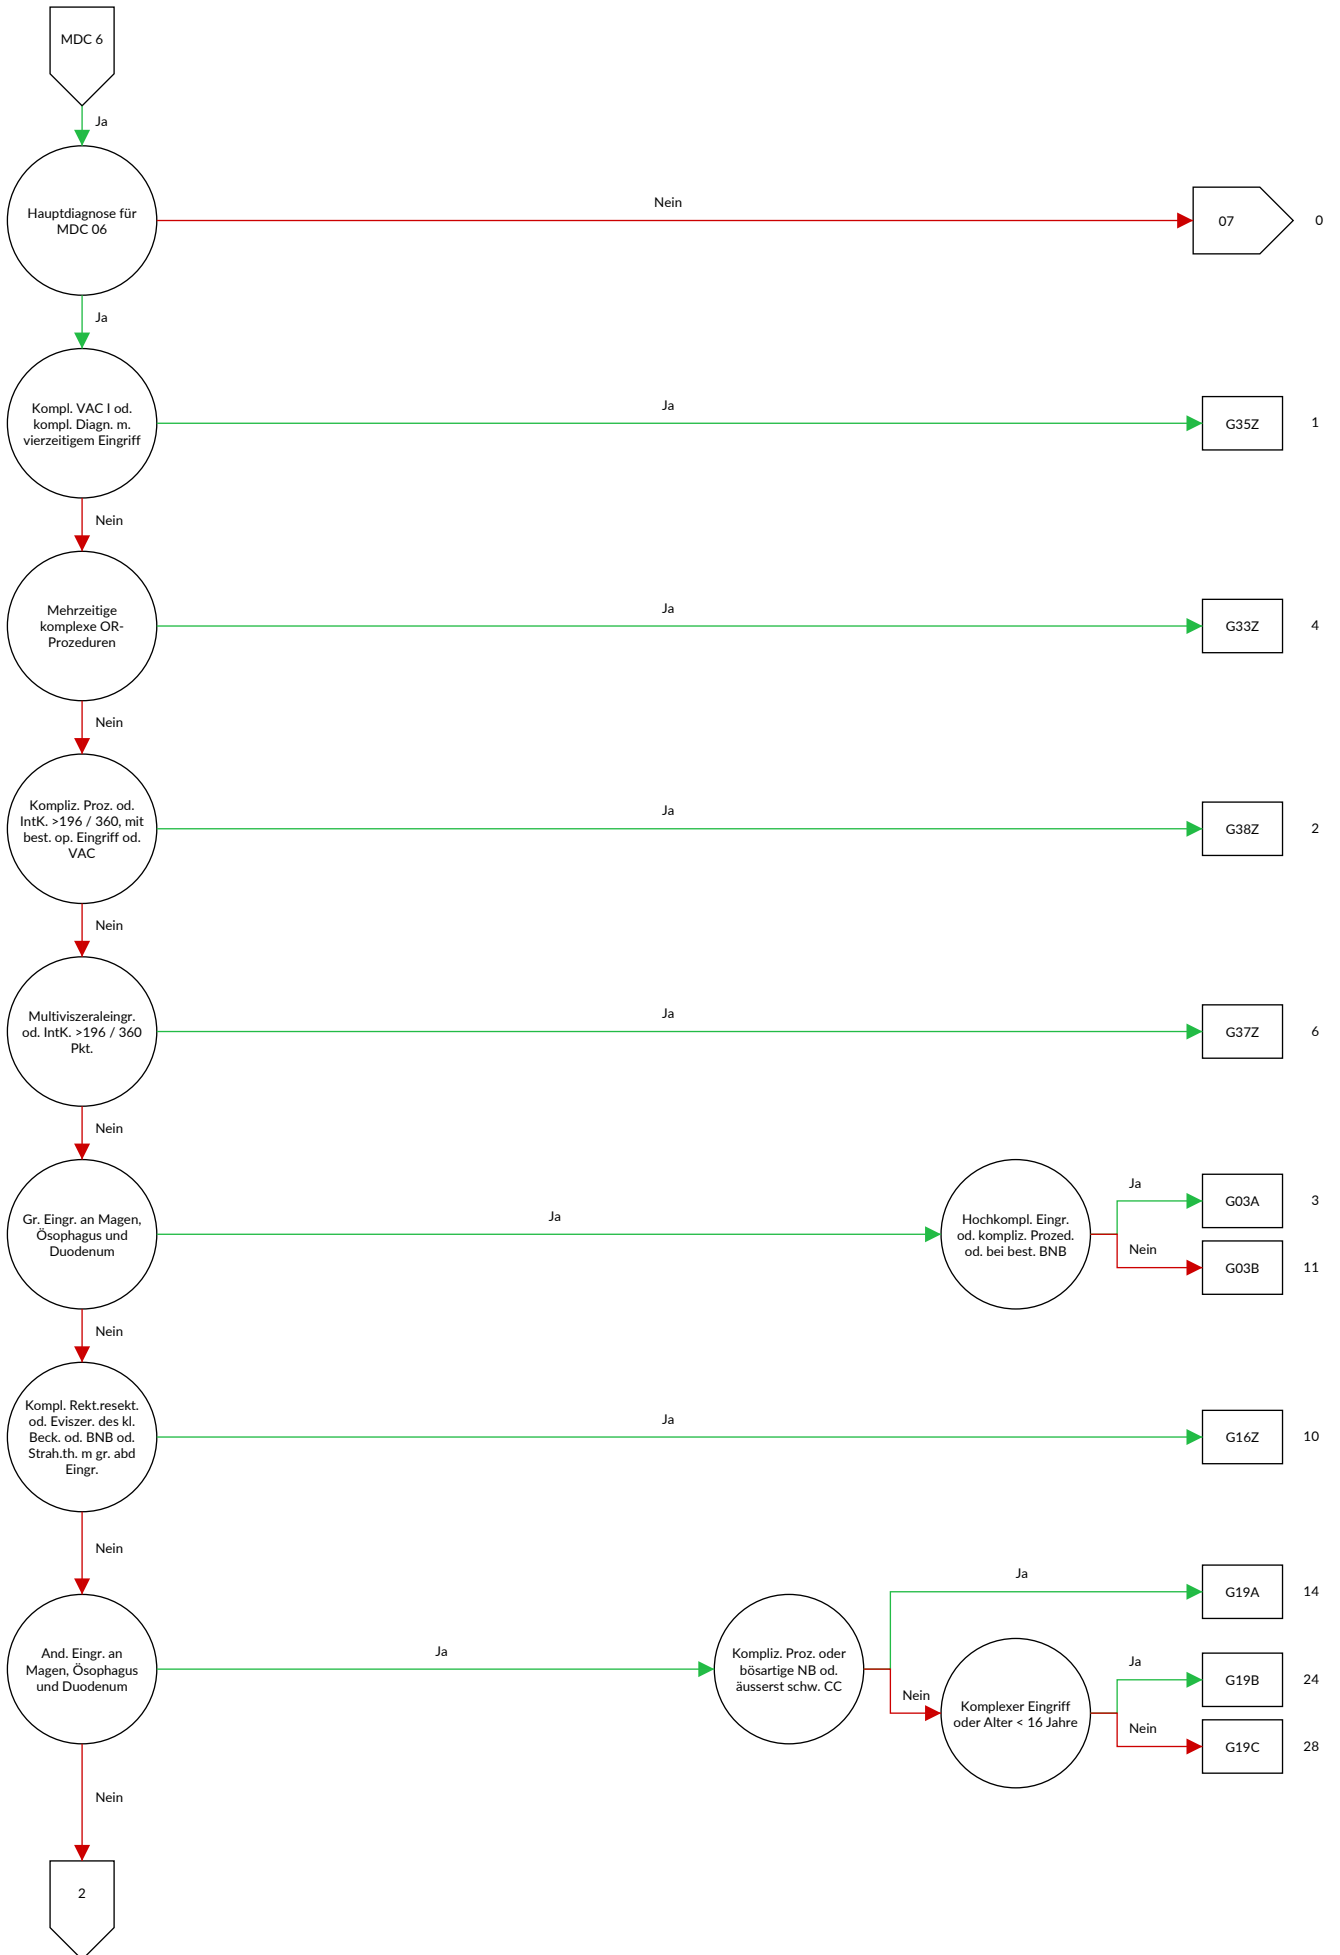 MDC 6
Ja
Hauptdiagnose für
MDC 06
Nein
07
0
Ja
Kompl. VAC I od.
kompl. Diagn. m.
vierzeitigem Eingriff
Ja
G35Z
1
Nein
Mehrzeitige
komplexe OR-
Prozeduren
Ja
G33Z
4
Nein
Kompliz. Proz. od.
IntK. >196 / 360, mit
best. op. Eingriff od.
VAC
Ja
G38Z
2
Nein
Multiviszeraleingr.
od. IntK. >196 / 360
Pkt.
Ja
G37Z
6
Nein
Gr. Eingr. an Magen,
Ösophagus und
Duodenum
Ja
Hochkompl. Eingr.
od. kompliz. Prozed.
od. bei best. BNB
Ja
G03A
3
Nein
G03B
11
Nein
Kompl. Rekt.resekt.
od. Eviszer. des kl.
Beck. od. BNB od.
Strah.th. m gr. abd
Eingr.
Ja
G16Z
10
Nein
And. Eingr. an
Magen, Ösophagus
und Duodenum
Ja
Kompliz. Proz. oder
bösartige NB od.
äusserst schw. CC
Ja
G19A
14
Nein
Komplexer Eingriff
oder Alter < 16 Jahre
Ja
G19B
24
Nein
G19C
28
Nein
2